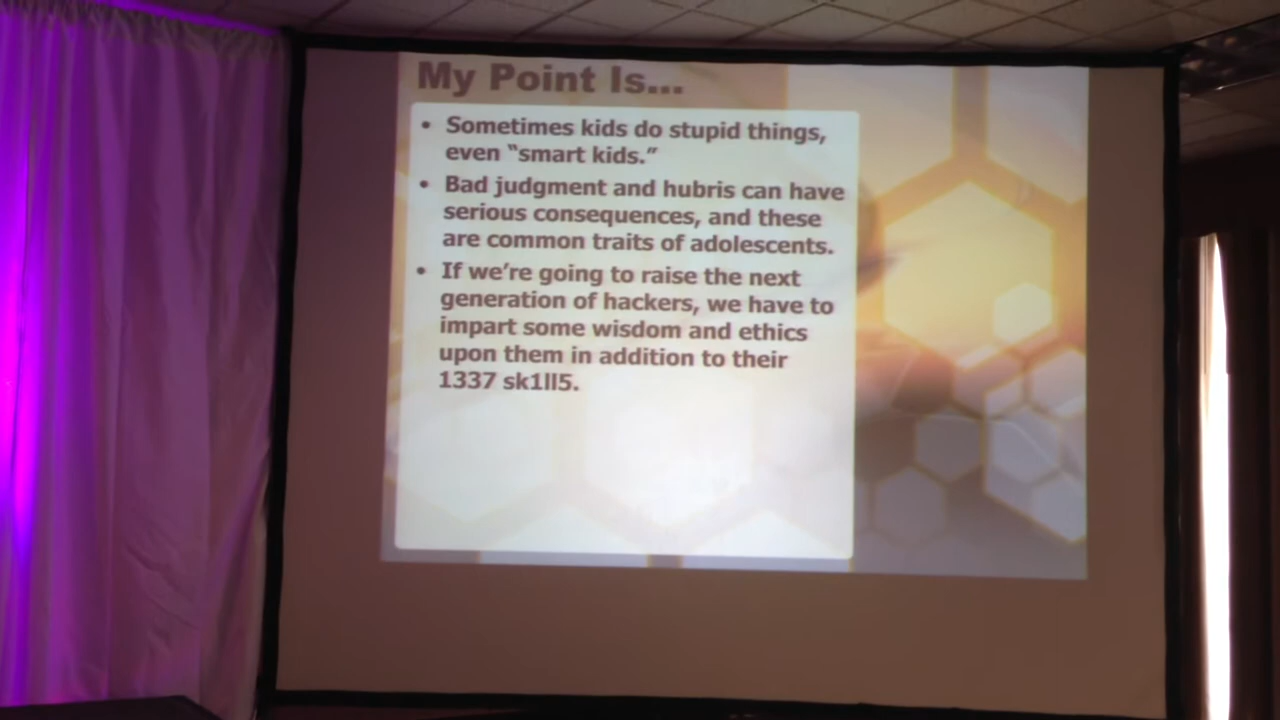 My Point Is...
• Sometimes kids do stupid things,
even “smart kids.”
• Bad judgment and hubris can have
serious consequences, and these
are common traits of adolescents.
• If we’re going to raise the next
generation of hackers, we have to
impart some wisdom and ethics
upon them in addition to their
1337 sk1ll5.